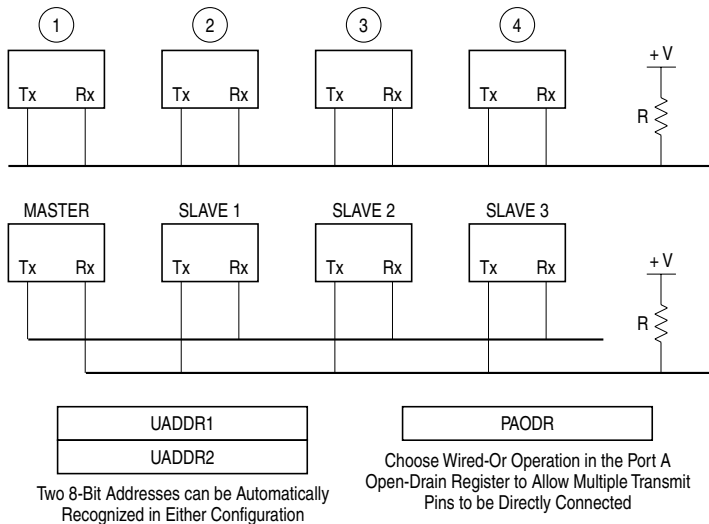 1 2 3 4
+ V
Tx Rx Tx Rx Tx Rx Tx Rx
R
MASTER SLAVE 1 SLAVE 2 SLAVE 3
+ V
Tx Rx Tx Rx Tx Rx Tx Rx
R
UADDR1
UADDR2
Two 8-Bit Addresses can be Automatically
Recognized in Either Configuration
PAODR
Choose Wired-Or Operation in the Port A
Open-Drain Register to Allow Multiple Transmit
Pins to be Directly Connected